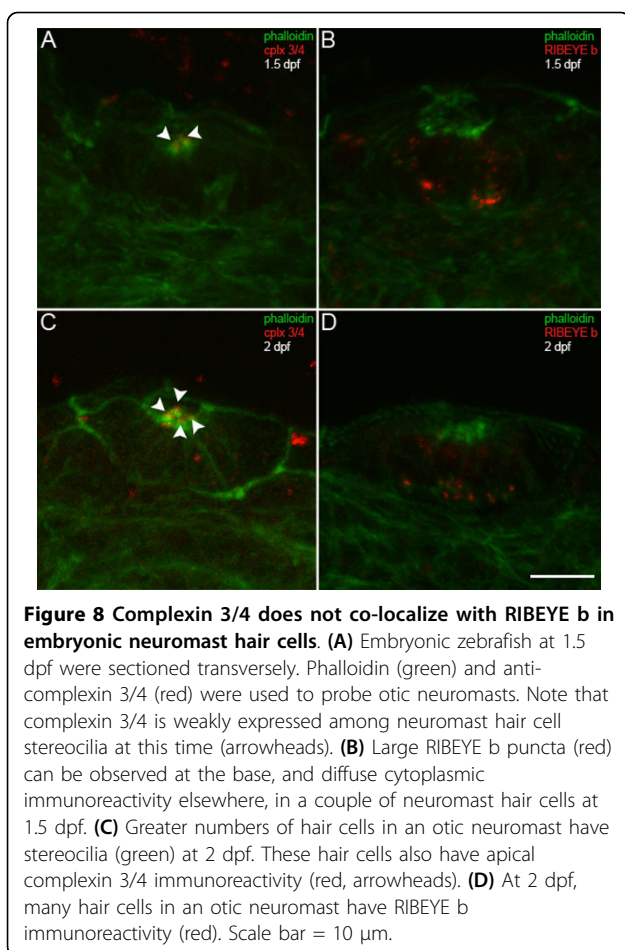 A
phalloidin
cplx 3/4
1.5 dpf
B
phalloidin
RIBEYE b
1.5 dpf
C
phalloidin
cplx 3/4
2 dpf
D
phalloidin
RIBEYE b
2 dpf
Figure 8 Complexin 3/4 does not co-localize with RIBEYE b in
embryonic neuromast hair cells. (A) Embryonic zebrafish at 1.5
dpf were sectioned transversely. Phalloidin (green) and anti-
complexin 3/4 (red) were used to probe otic neuromasts. Note that
complexin 3/4 is weakly expressed among neuromast hair cell
stereocilia at this time (arrowheads). (B) Large RIBEYE b puncta (red)
can be observed at the base, and diffuse cytoplasmic
immunoreactivity elsewhere, in a couple of neuromast hair cells at
1.5 dpf. (C) Greater numbers of hair cells in an otic neuromast have
stereocilia (green) at 2 dpf. These hair cells also have apical
complexin 3/4 immunoreactivity (red, arrowheads). (D) At 2 dpf,
many hair cells in an otic neuromast have RIBEYE b
immunoreactivity (red). Scale bar = 10 μm.